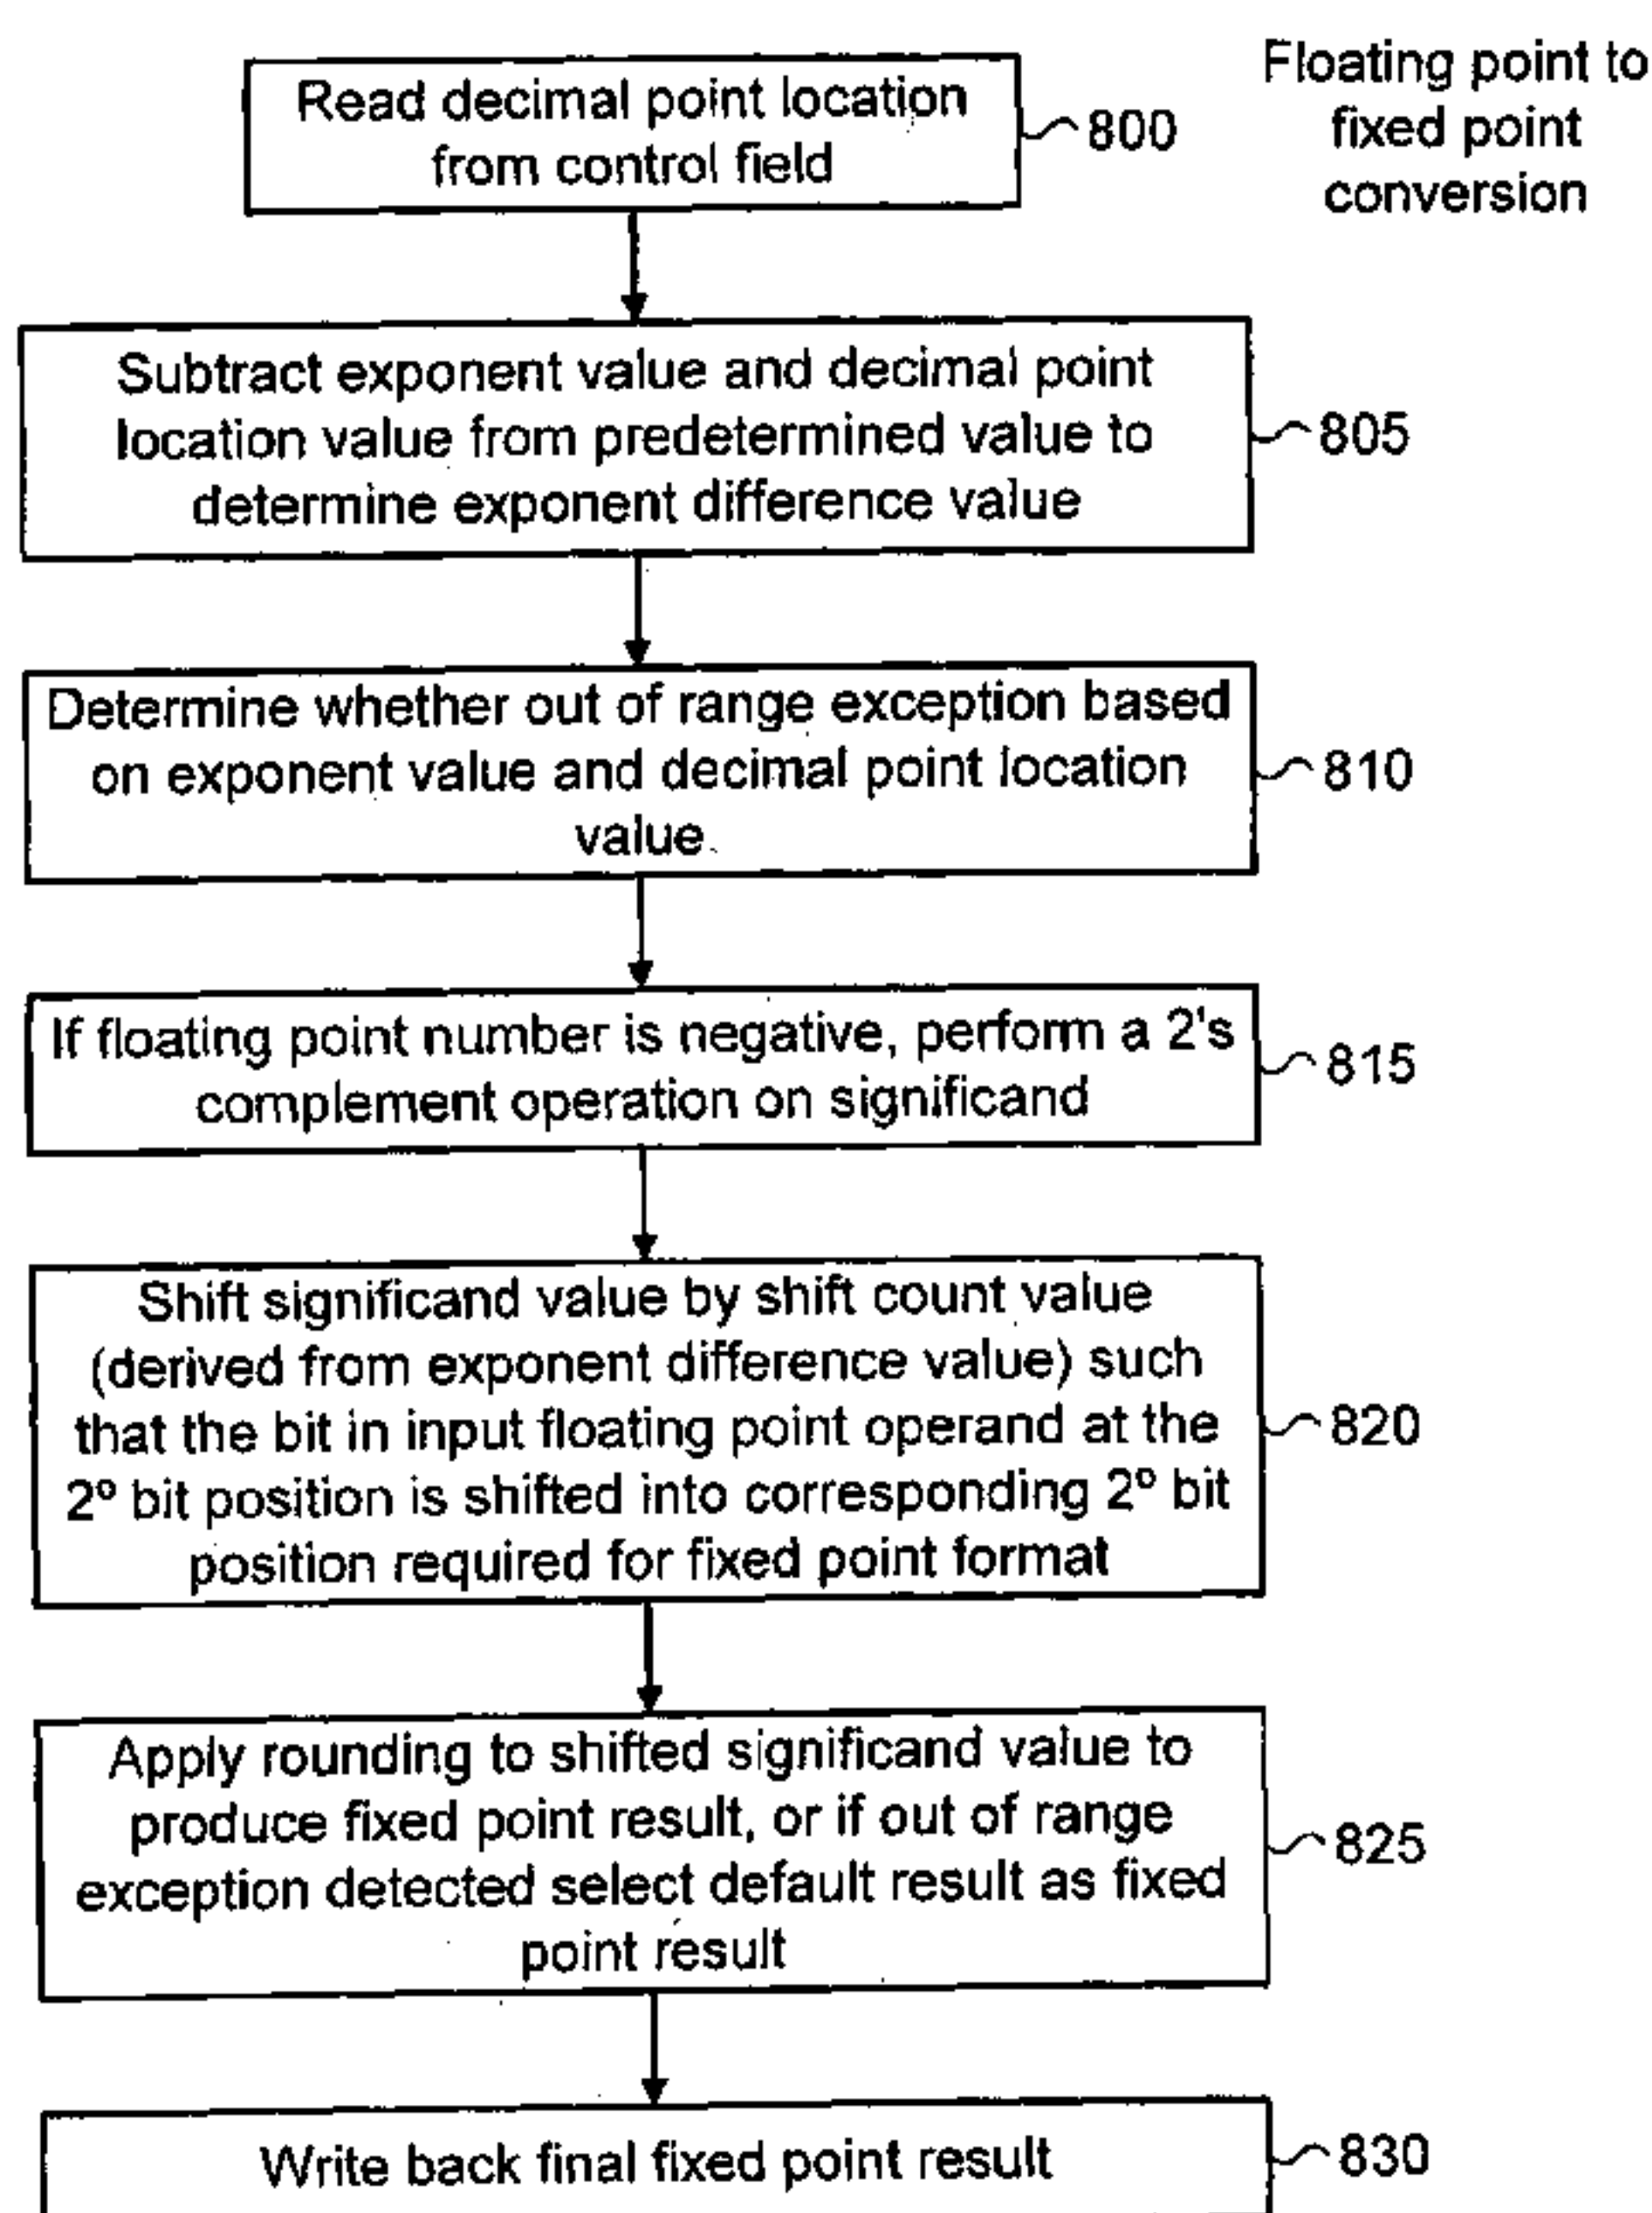 Floating point to
fixed point
conversion
Read decimal point location
from control field
800
Subtract exponent value and decimal point
location value from predetermined value to
determine exponent difference value
805
Determine whether out of range exception based
on exponent value and decimal point location
value
810
If floating point number is negative, perform a 2's
complement operation on significand
815
Shift significand value by shift count value
(derived from exponent difference value) such
that the bit in input floating point operand at the
2º bit position is shifted into corresponding 2º bit
position required for fixed point format
820
Apply rounding to shifted significand value to
produce fixed point result, or if out of range
exception detected select default result as fixed
point result
825
Write back final fixed point result
830